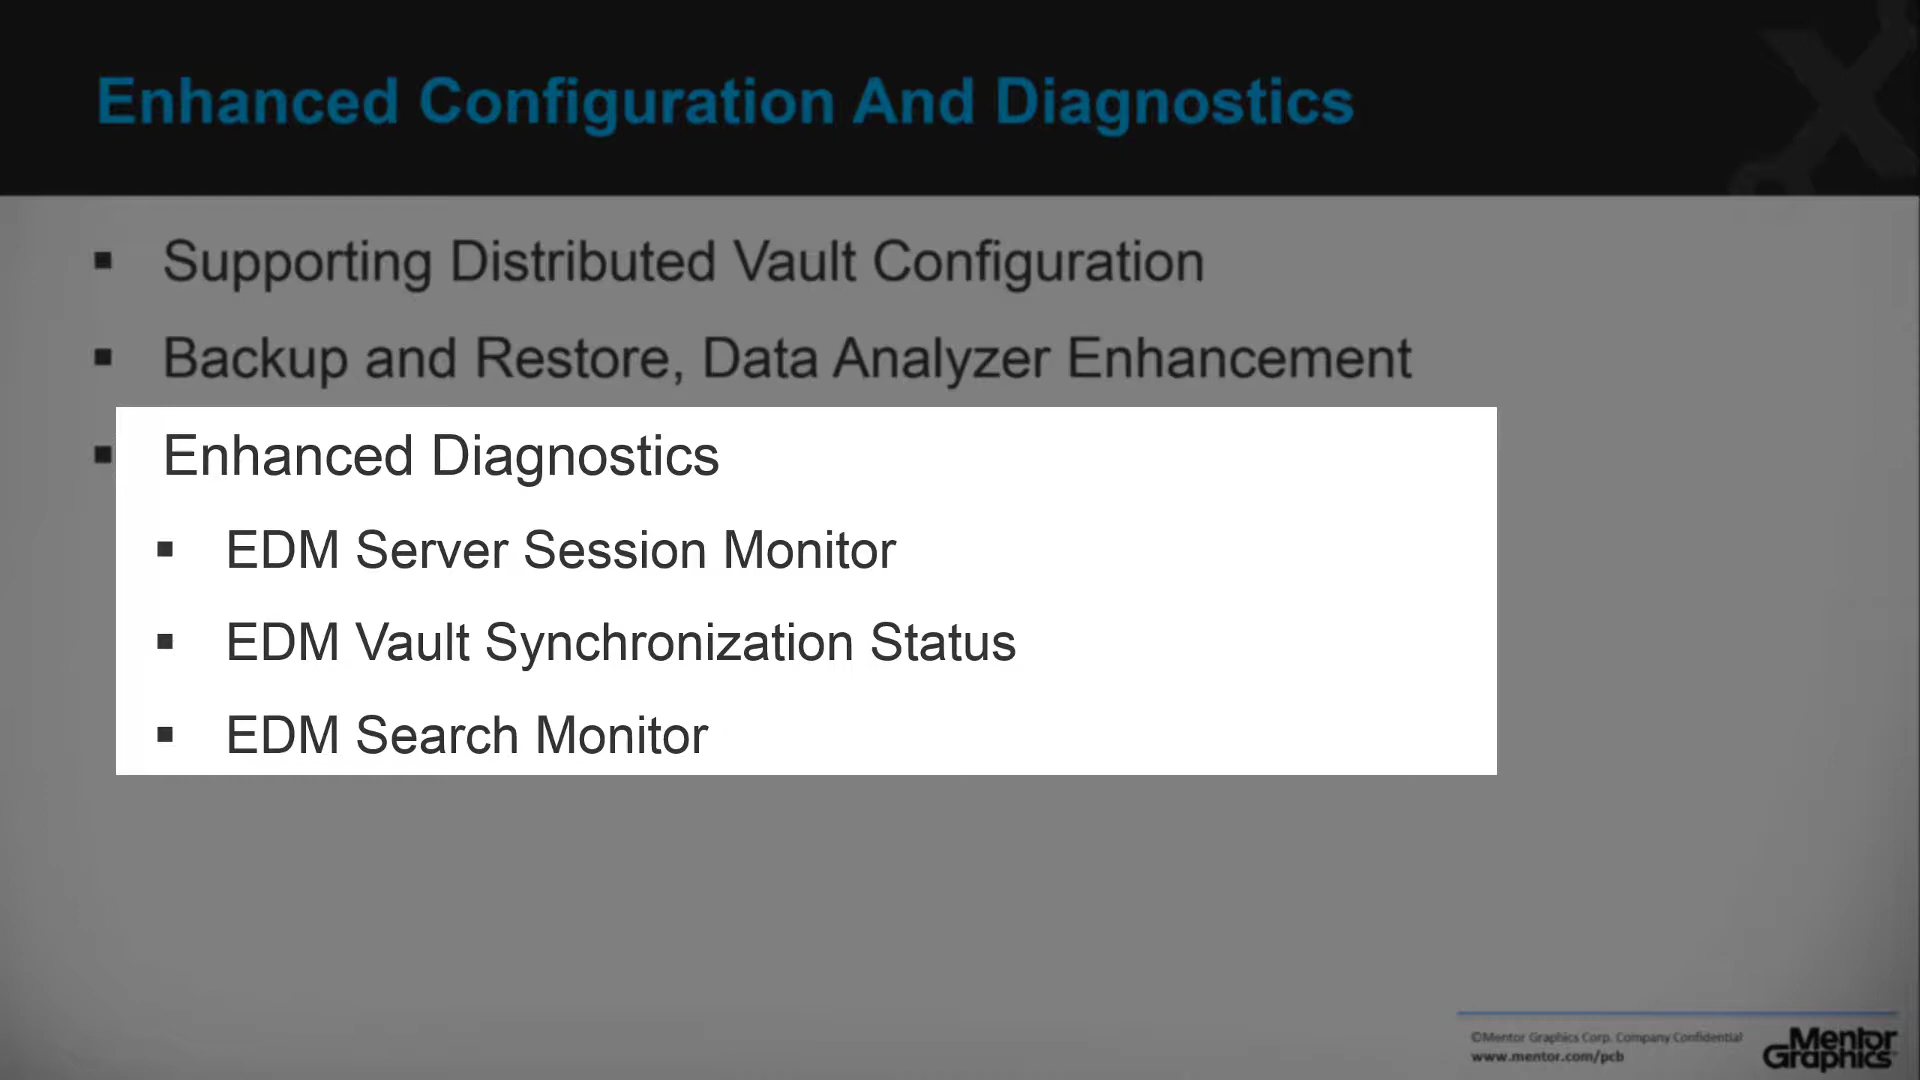 Enhanced Configuration And Diagnostics
▪ Supporting Distributed Vault Configuration
▪ Backup and Restore, Data Analyzer Enhancement
▪ Enhanced Diagnostics
▪ EDM Server Session Monitor
▪ EDM Vault Synchronization Status
▪ EDM Search Monitor
©Mentor Graphics Corp. Company Confidential
www.mentor.com/pcb
Mentor
Graphics